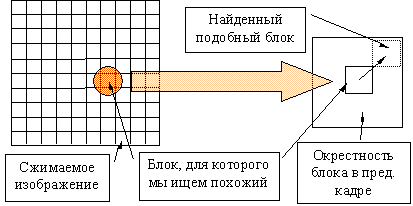 Найденный
подобный блок
Сжимаемое
изображение
Блок, для которого
мы ищем похожий
Окрестность
блока в пред.
кадре